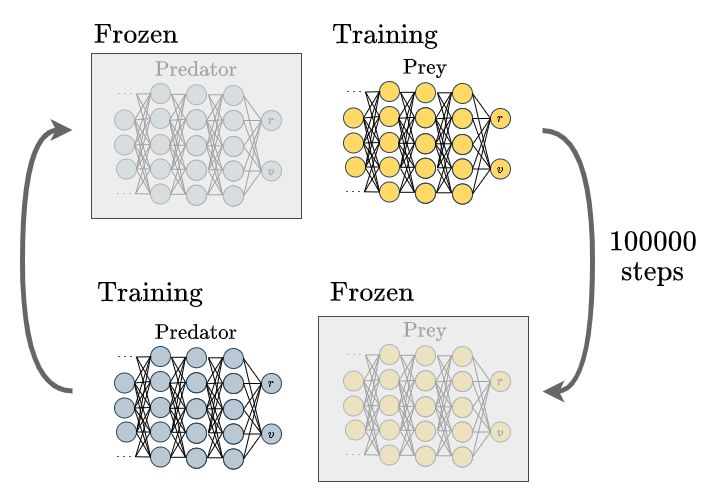 Frozen
Training
Predator
Prey
r
v
r
v
100000
steps
Training
Frozen
Predator
Prey
r
v
r
v